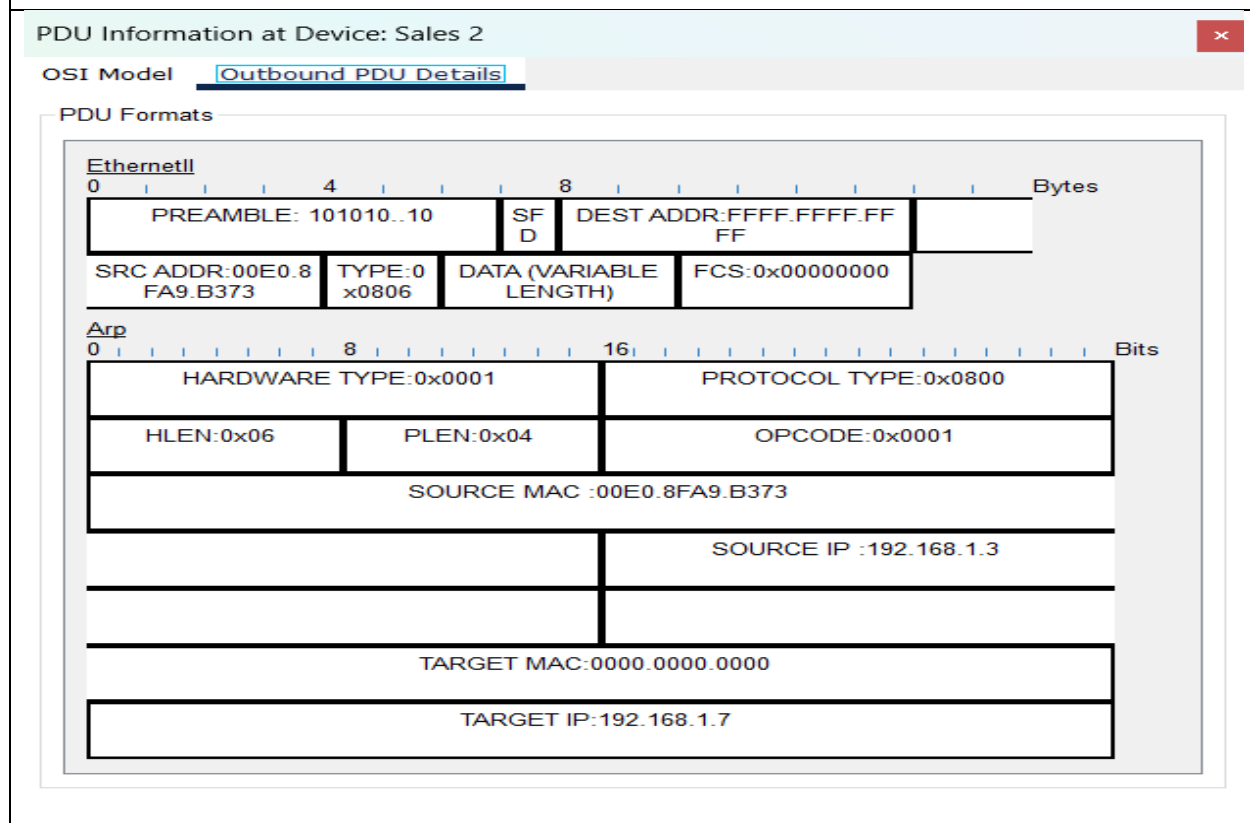 PDU Information at Device: Sales 2
OSI Model Outbound PDU Details
PDU Formats
EthernetII
0 4 8 Bytes
PREAMBLE: 101010..10 SF DEST ADDR:FFFF.FFFF.FF
D FF
SRC ADDR:00E0.8 TYPE:0 DATA (VARIABLE FCS:0x00000000
FA9.B373 x0806 LENGTH)
Arp
0 8 16 Bits
HARDWARE TYPE:0x0001 PROTOCOL TYPE:0x0800
HLEN:0x06 PLEN:0x04 OPCODE:0x0001
SOURCE MAC :00E0.8FA9.B373
SOURCE IP :192.168.1.3
TARGET MAC:0000.0000.0000
TARGET IP:192.168.1.7